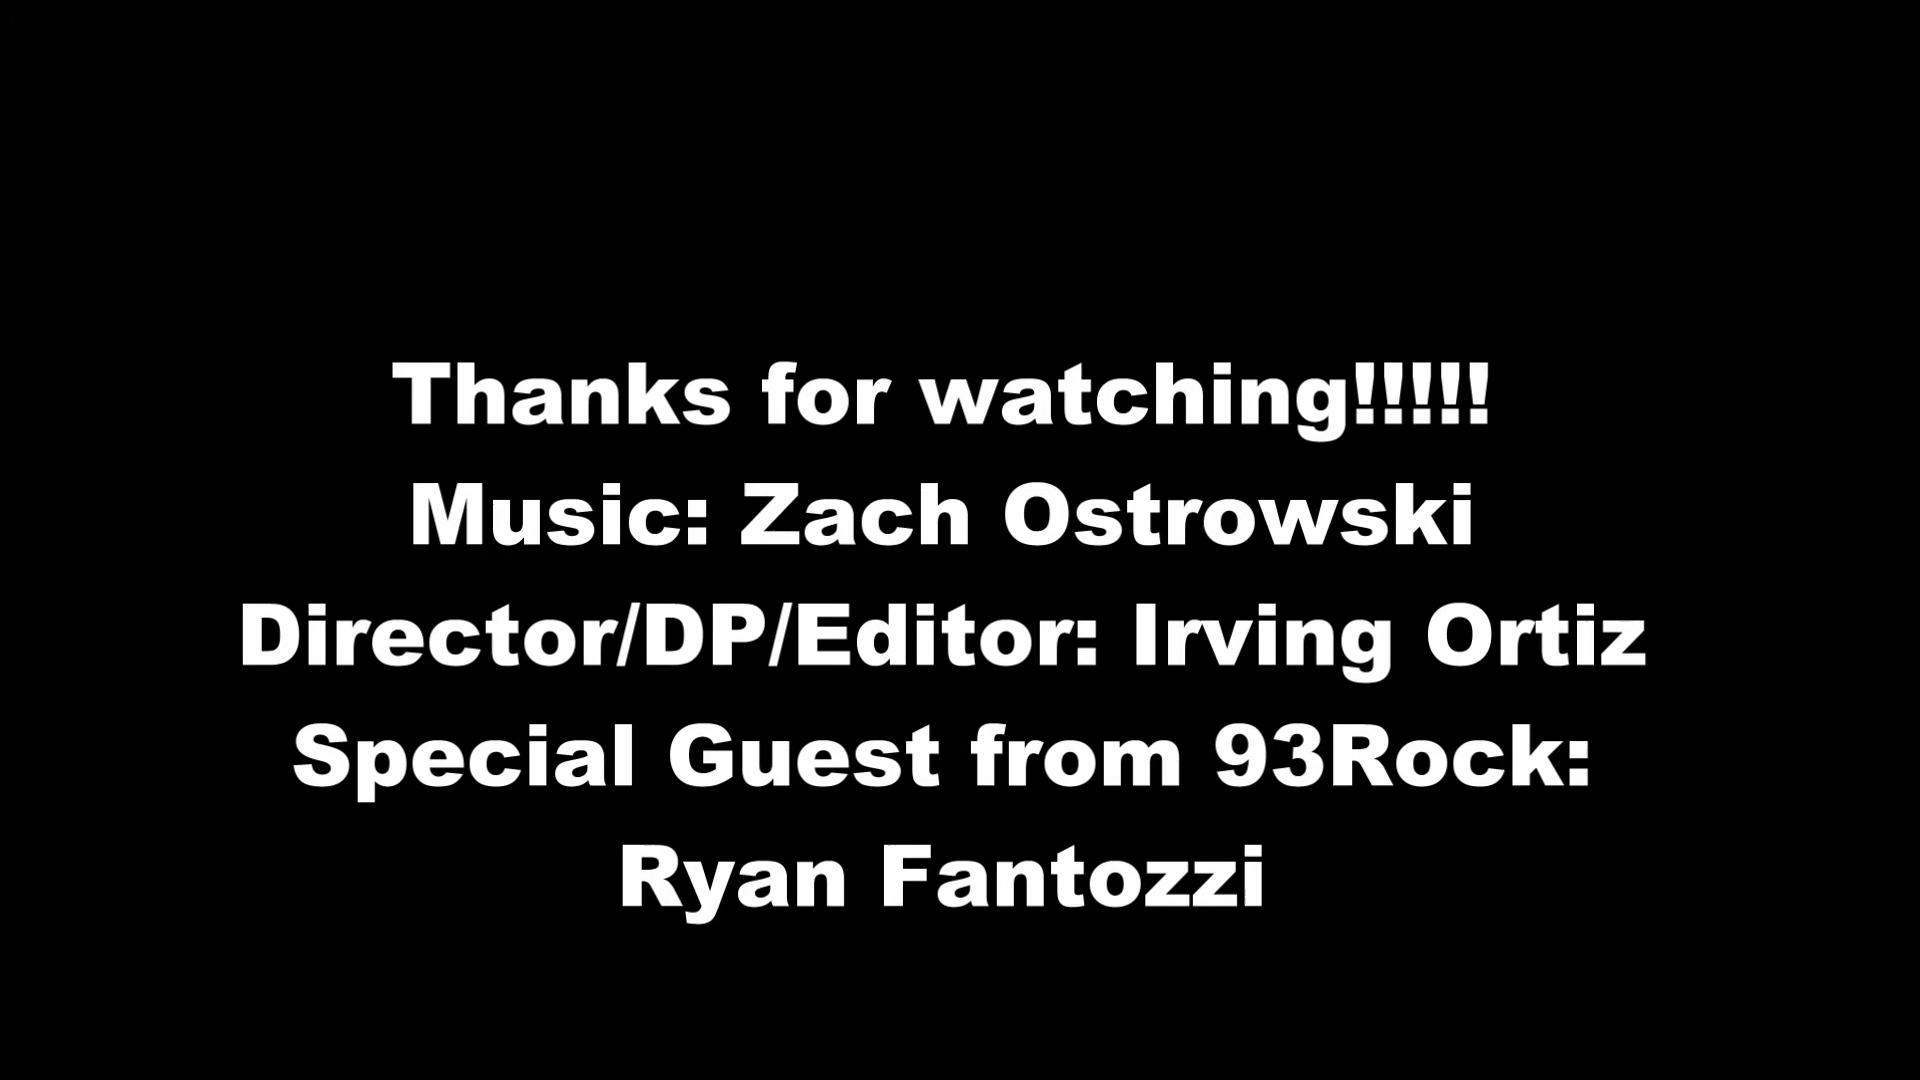 Thanks for watching!!!!!
Music: Zach Ostrowski
Director/DP/Editor: Irving Ortiz
Special Guest from 93Rock:
Ryan Fantozzi